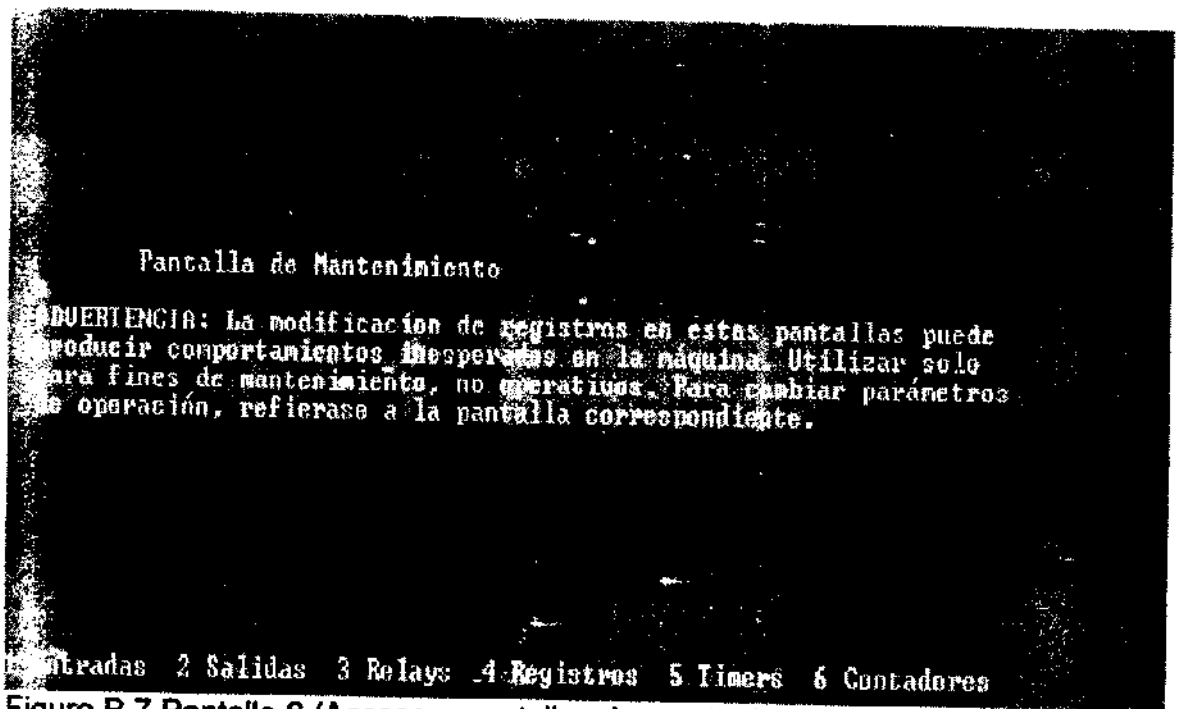 Pantalla de Mantenimiento
ADVERTENCIA: La modificación de registros en estas pantallas puede
producir comportamientos inesperados en la máquina. Utilizar solo
para fines de mantenimiento, no operativos. Para cambiar parámetros
de operación, refierase a la pantalla correspondiente.
Entradas 2 Salidas 3 Relays 4 Registros 5 Timers 6 Contadores
Figura B.7 Pantalla